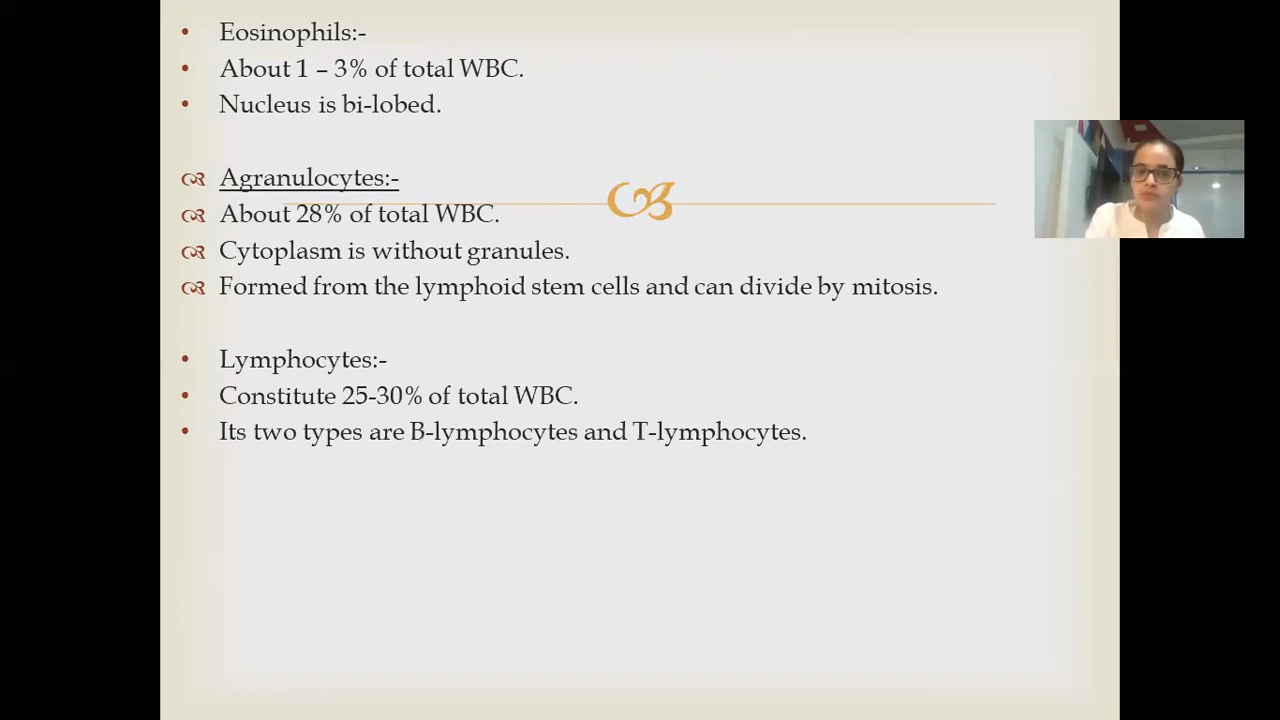 Eosinophils:-
About 1 – 3% of total WBC.
Nucleus is bi-lobed.
Agranulocytes:-
About 28% of total WBC.
Cytoplasm is without granules.
Formed from the lymphoid stem cells and can divide by mitosis.
Lymphocytes:-
Constitute 25-30% of total WBC.
Its two types are B-lymphocytes and T-lymphocytes.